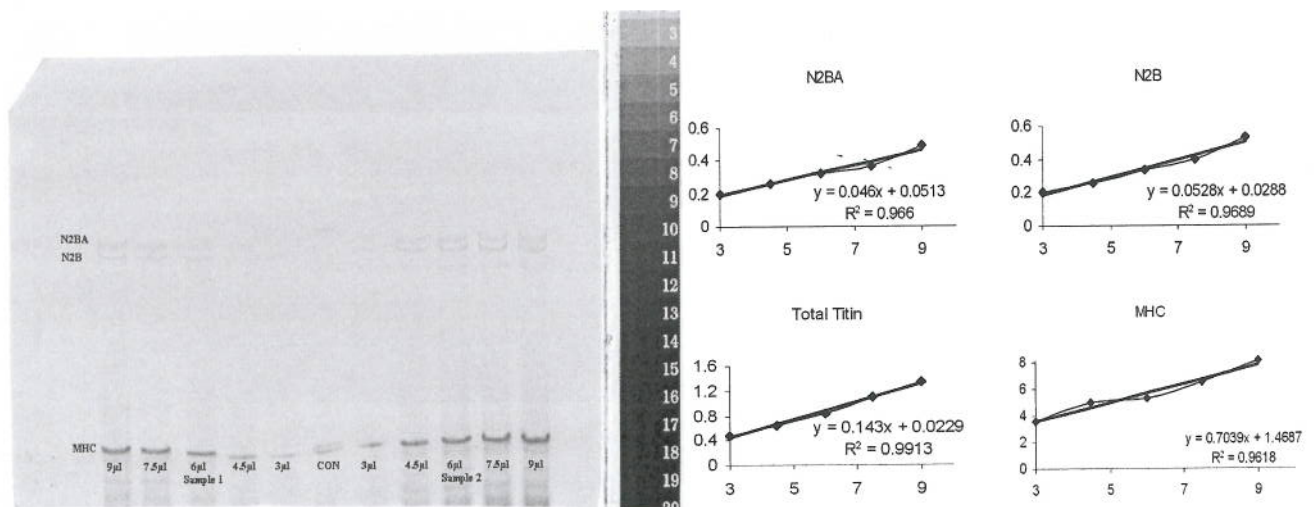 N2BA
N2B
MHC
9µl 7.5µl 6µl 4.5µl 3µl CON 3µl 4.5µl 6µl 7.5µl 9µl
Sample 1 Sample 2
3
4
5
6
7
8
9
10
11
12
13
14
15
16
17
18
19
20
N2BA
0.6
0.4
0.2
0
y = 0.046x + 0.0513
R² = 0.966
3 5 7 9
N2B
0.6
0.4
0.2
0
y = 0.0528x + 0.0288
R² = 0.9689
3 5 7 9
Total Titin
1.6
1.2
0.8
0.4
0
y = 0.143x + 0.0229
R² = 0.9913
3 5 7 9
MHC
8
6
4
2
0
y = 0.7039x + 1.4687
R² = 0.9618
3 5 7 9